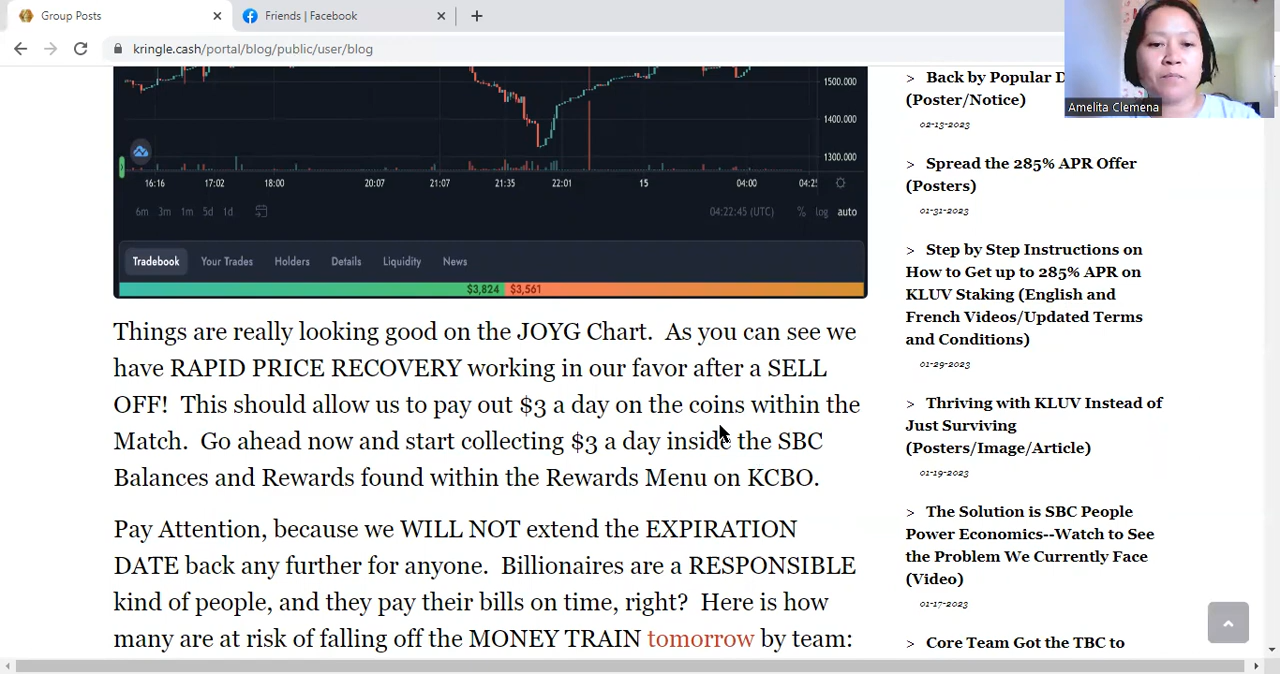 Group Posts
Friends | Facebook
kringle.cash/portal/blog/public/user/blog
Amelita Clemena
1500.000
1400.000
1300.000
16:16 17:02 18:00 20:07 21:07 21:35 22:01 15 04:00 04:2
6m 3m 1m 5d 1d 04:22:45 (UTC) % log auto
Tradebook Your Trades Holders Details Liquidity News
$3,824 $3,561
Things are really looking good on the JOYG Chart. As you can see we
have RAPID PRICE RECOVERY working in our favor after a SELL
OFF! This should allow us to pay out $3 a day on the coins within the
Match. Go ahead now and start collecting $3 a day inside the SBC
Balances and Rewards found within the Rewards Menu on KCBO.
Pay Attention, because we WILL NOT extend the EXPIRATION
DATE back any further for anyone. Billionaires are a RESPONSIBLE
kind of people, and they pay their bills on time, right? Here is how
many are at risk of falling off the MONEY TRAIN tomorrow by team:
> Back by Popular D
(Poster/Notice)
02-13-2023
> Spread the 285% APR Offer
(Posters)
01-31-2023
> Step by Step Instructions on
How to Get up to 285% APR on
KLUV Staking (English and
French Videos/Updated Terms
and Conditions)
01-29-2023
> Thriving with KLUV Instead of
Just Surviving
(Posters/Image/Article)
01-19-2023
> The Solution is SBC People
Power Economics--Watch to See
the Problem We Currently Face
(Video)
01-17-2023
> Core Team Got the TBC to